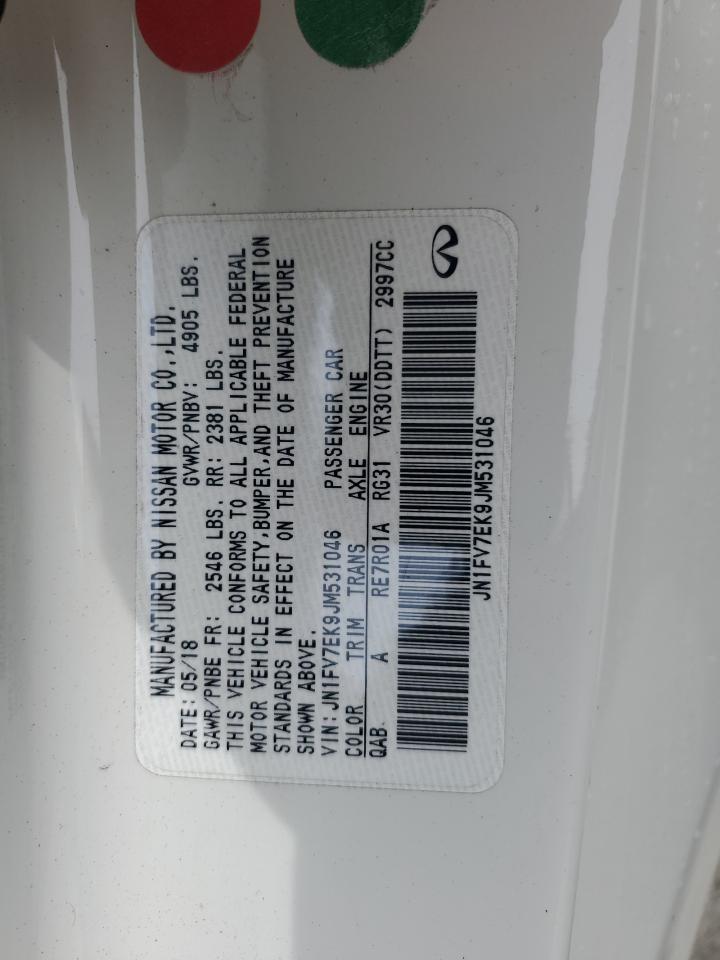 MANUFACTURED BY NISSAN MOTOR CO.,LTD.
DATE: 05/18 GVWR/PNBV: 4905 LBS.
GAWR/PNBE FR: 2546 LBS. RR: 2381 LBS.
THIS VEHICLE CONFORMS TO ALL APPLICABLE FEDERAL
MOTOR VEHICLE SAFETY,BUMPER,AND THEFT PREVENTION
STANDARDS IN EFFECT ON THE DATE OF MANUFACTURE
SHOWN ABOVE.
VIN:JN1FV7EK9JM531046 PASSENGER CAR
COLOR TRIM TRANS AXLE ENGINE
QAB A RE7R01A RG31 VR30(DDTT) 2997CC
JN1FV7EK9JM531046